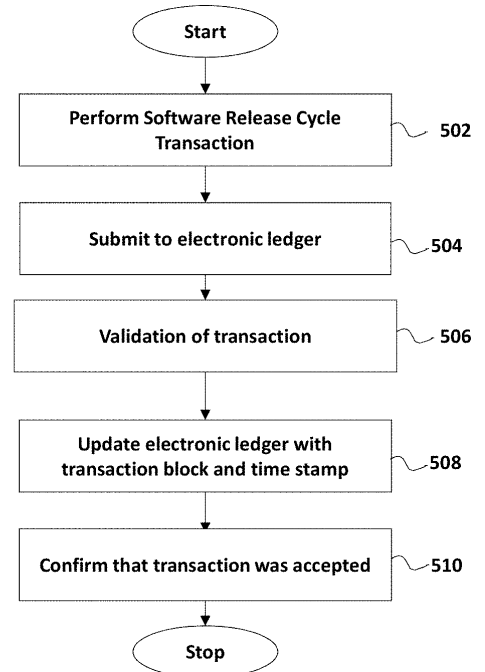 Start
Perform Software Release Cycle
Transaction
502
Submit to electronic ledger
504
Validation of transaction
506
Update electronic ledger with
transaction block and time stamp
508
Confirm that transaction was accepted
510
Stop